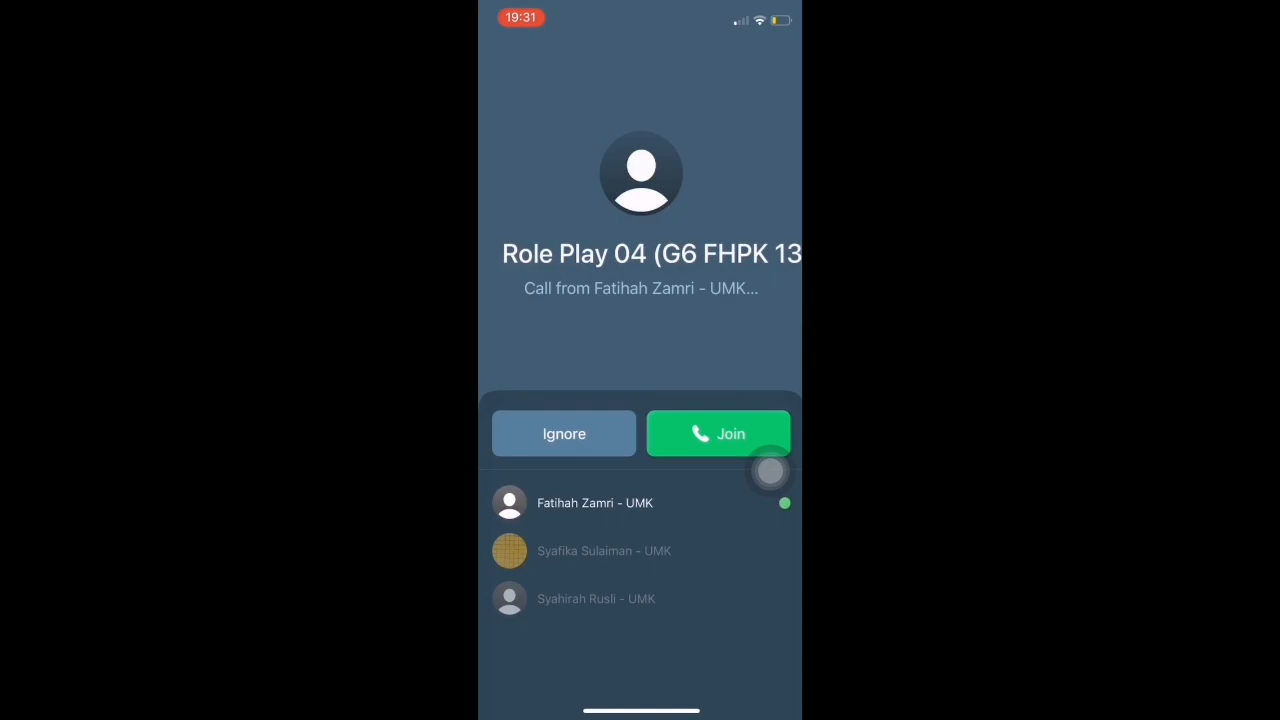 19:31
Role Play 04 (G6 FHPK 13
Call from Fatihah Zamri - UMK...
Ignore
Join
Fatihah Zamri - UMK
Syafika Sulaiman - UMK
Syahirah Rusli - UMK